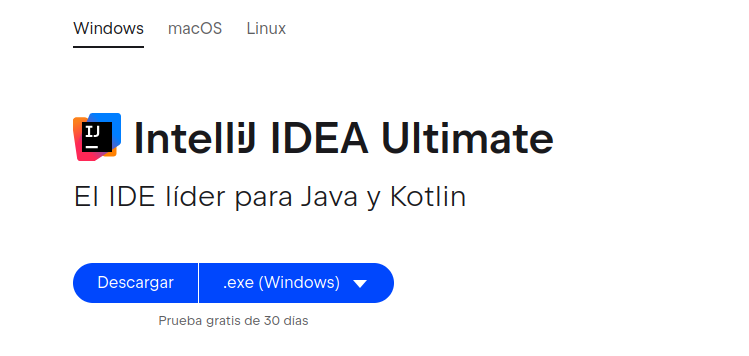 Windows macOS Linux
IJ IntelliJ IDEA Ultimate
El IDE líder para Java y Kotlin
Descargar .exe (Windows)
Prueba gratis de 30 días